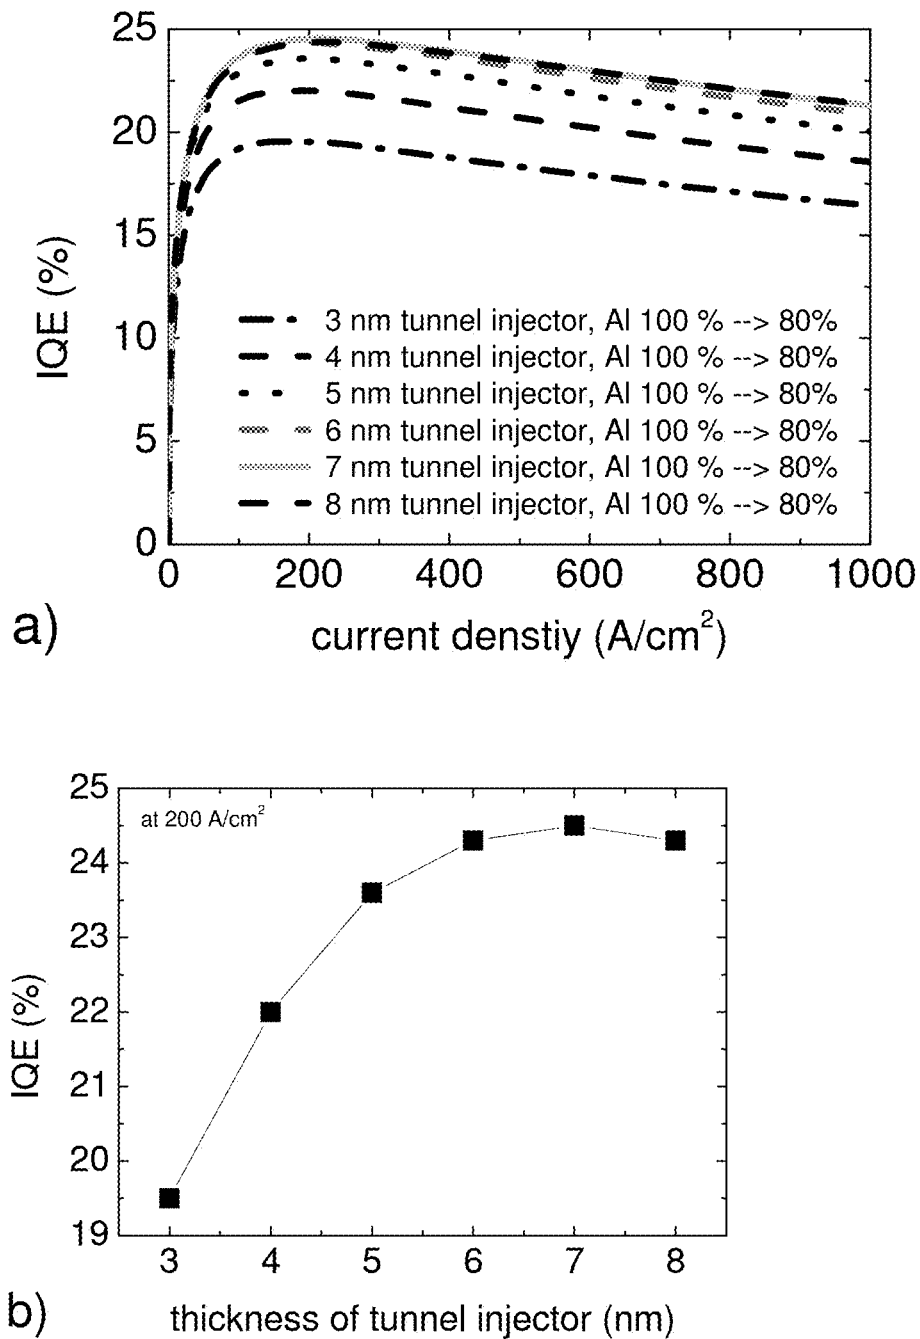 25
20
15
10
5
0
IQE (%)
3 nm tunnel injector, Al 100 % --> 80%
4 nm tunnel injector, Al 100 % --> 80%
5 nm tunnel injector, Al 100 % --> 80%
6 nm tunnel injector, Al 100 % --> 80%
7 nm tunnel injector, Al 100 % --> 80%
8 nm tunnel injector, Al 100 % --> 80%
0 200 400 600 800 1000
a)
current denstiy (A/cm²)
25
24
23
22
21
20
19
IQE (%)
at 200 A/cm²
3 4 5 6 7 8
b)
thickness of tunnel injector (nm)